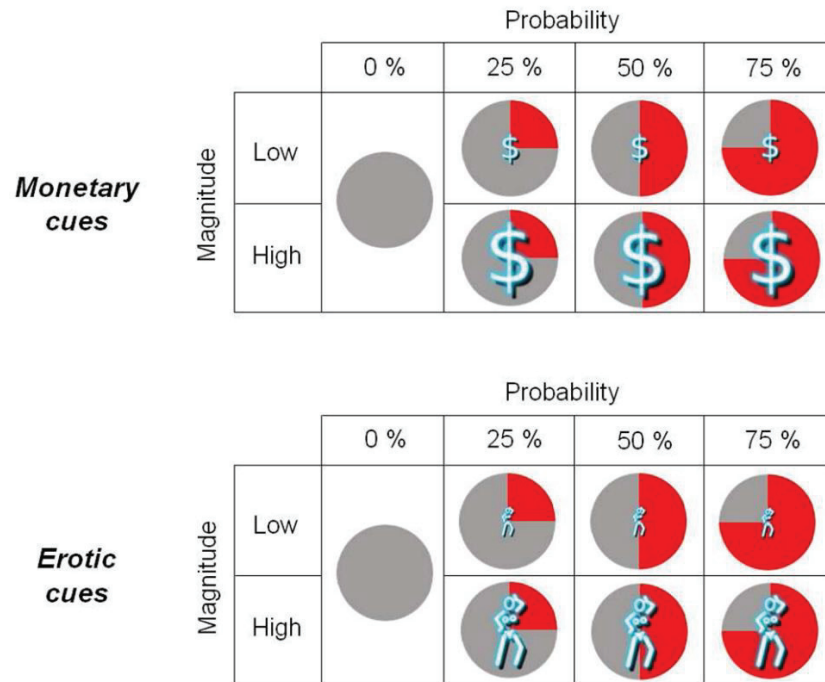 Probability
0 % 25 % 50 % 75 %
Monetary
cues
Magnitude
Low
$ $ $
High
$ $ $
Probability
0 % 25 % 50 % 75 %
Erotic
cues
Magnitude
Low
High